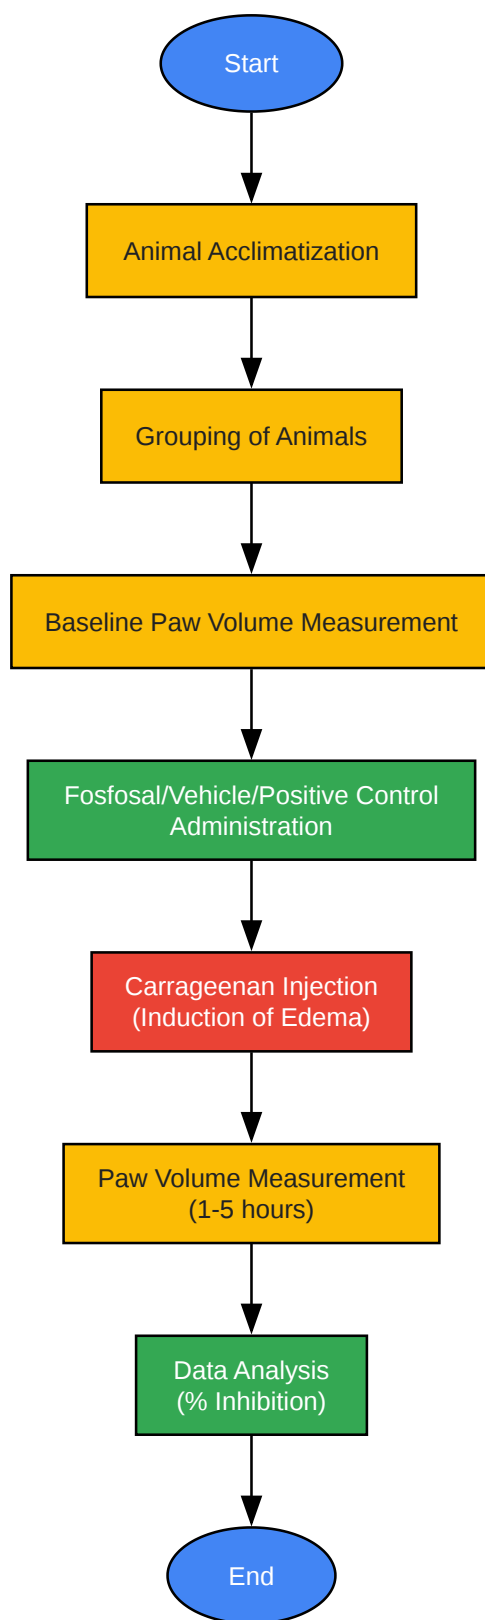 Start
Animal Acclimatization
Grouping of Animals
Baseline Paw Volume Measurement
Fosfosal/Vehicle/Positive Control
Administration
Carrageenan Injection
(Induction of Edema)
Paw Volume Measurement
(1-5 hours)
Data Analysis
(% Inhibition)
End